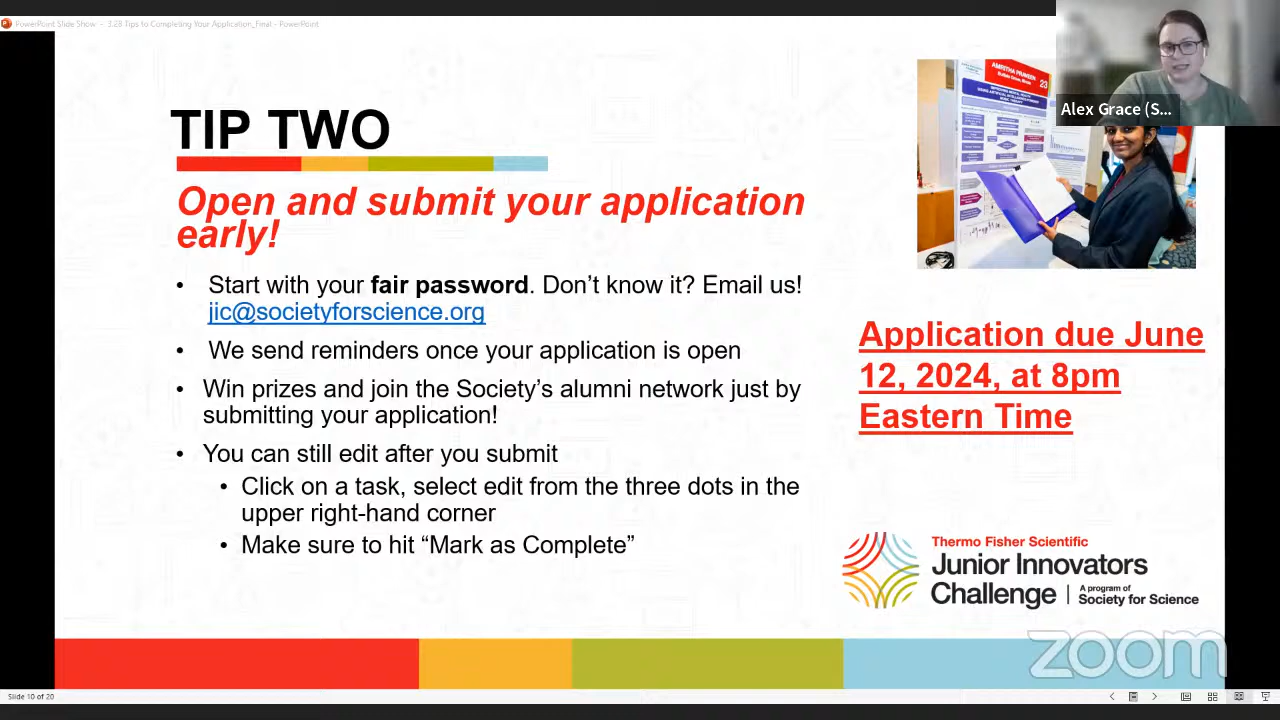 PowerPoint Slide Show - 3.28 Tips to Completing Your Application_Final - PowerPoint
Alex Grace (S...
AMRITHA PRAVEEN
23
TIP TWO
Open and submit your application
early!
• Start with your fair password. Don’t know it? Email us!
jic@societyforscience.org
• We send reminders once your application is open
• Win prizes and join the Society’s alumni network just by
submitting your application!
• You can still edit after you submit
• Click on a task, select edit from the three dots in the
upper right-hand corner
• Make sure to hit “Mark as Complete”
Application due June
12, 2024, at 8pm
Eastern Time
Thermo Fisher Scientific
Junior Innovators
Challenge
A program of
Society for Science
zoom
Slide 10 of 20